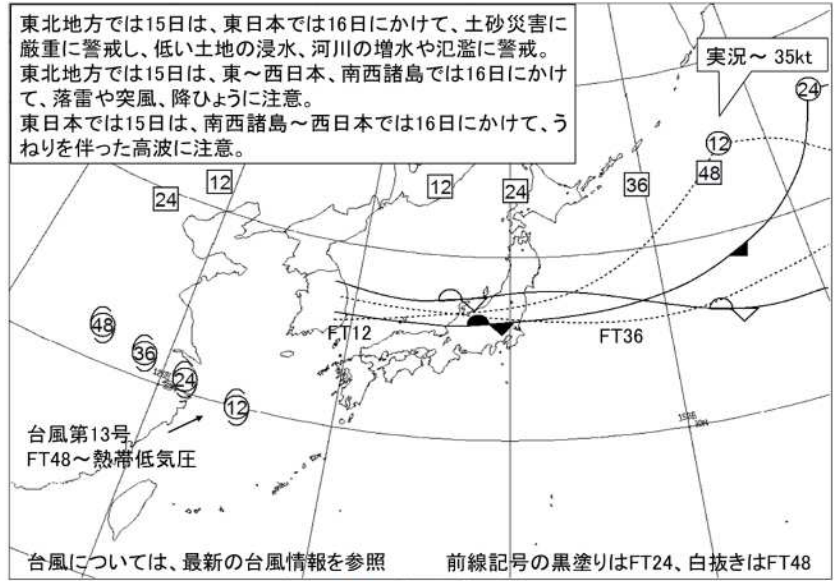 東北地方では15日は、東日本では16日にかけて、土砂災害に
厳重に警戒し、低い土地の浸水、河川の増水や氾濫に警戒。
東北地方では15日は、東～西日本、南西諸島では16日にかけ
て、落雷や突風、降ひょうに注意。
東日本では15日は、南西諸島～西日本では16日にかけて、う
ねりを伴った高波に注意。
実況～ 35kt
24
12
48
12
24
12
24
36
FT12
FT36
48
36
24
12
台風第13号
FT48～熱帯低気圧
台風については、最新の台風情報を参照
前線記号の黒塗りはFT24、白抜きはFT48